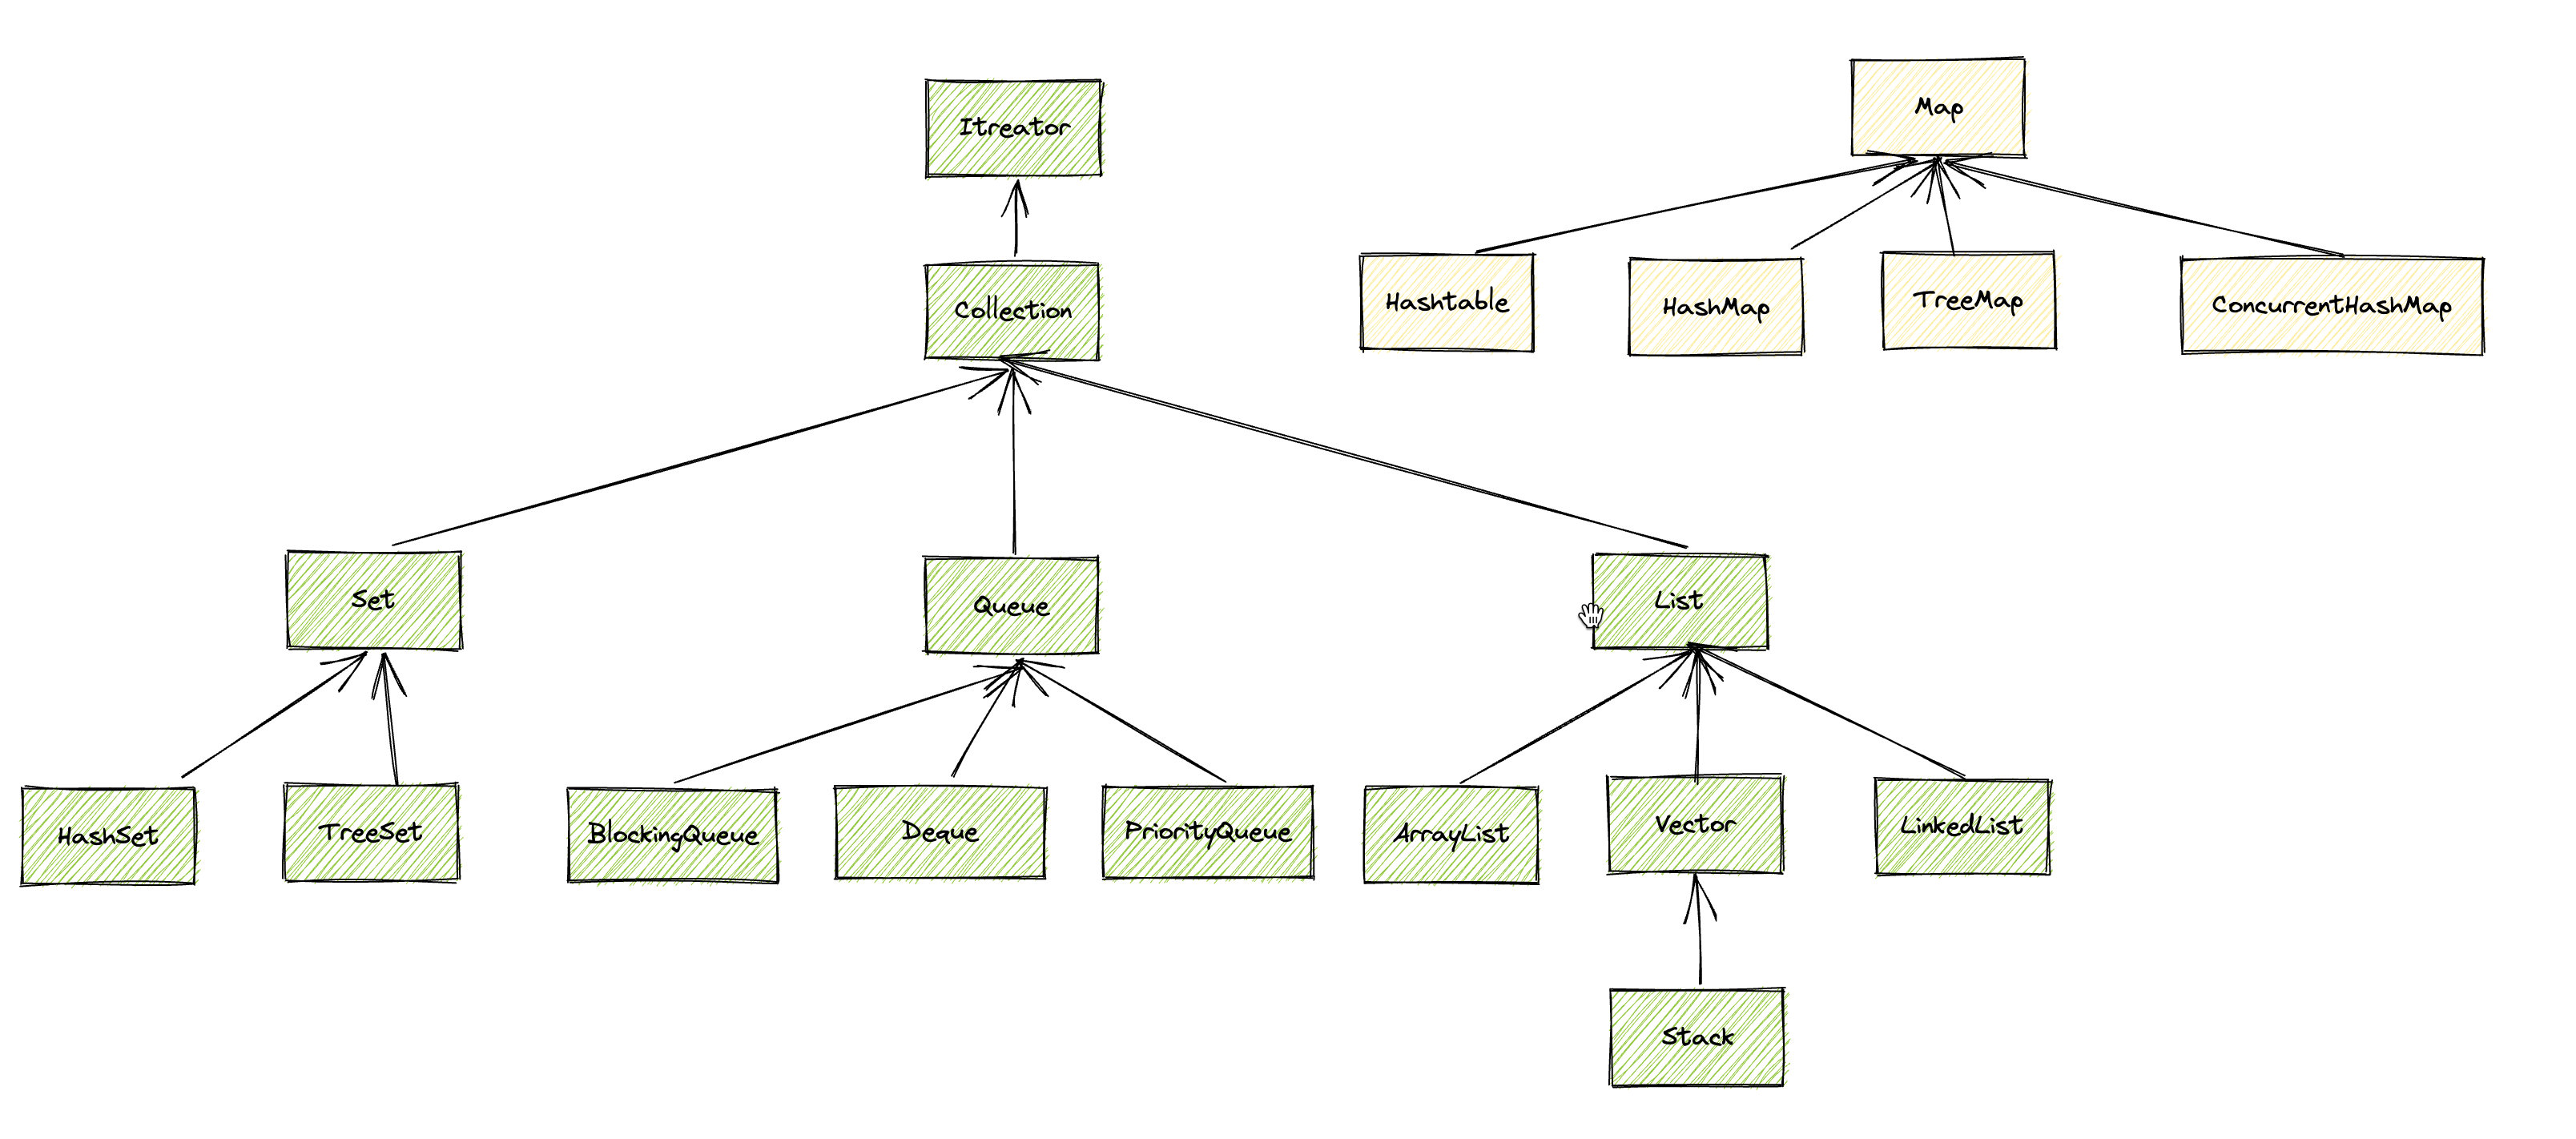 Itreator
Map
Collection
Hashtable
HashMap
TreeMap
ConcurrentHashMap
Set
Queue
List
HashSet
TreeSet
BlockingQueue
Deque
PriorityQueue
ArrayList
Vector
LinkedList
Stack